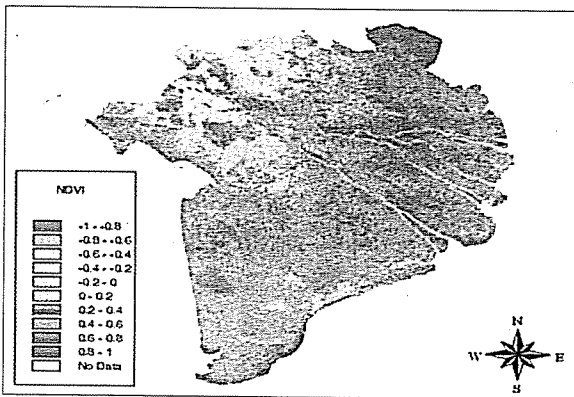 NDVI
-1 - -0.8
-0.8 - -0.6
-0.6 - -0.4
-0.4 - -0.2
-0.2 - 0
0 - 0.2
0.2 - 0.4
0.4 - 0.6
0.6 - 0.8
0.8 - 1
No Data
N
W E
S